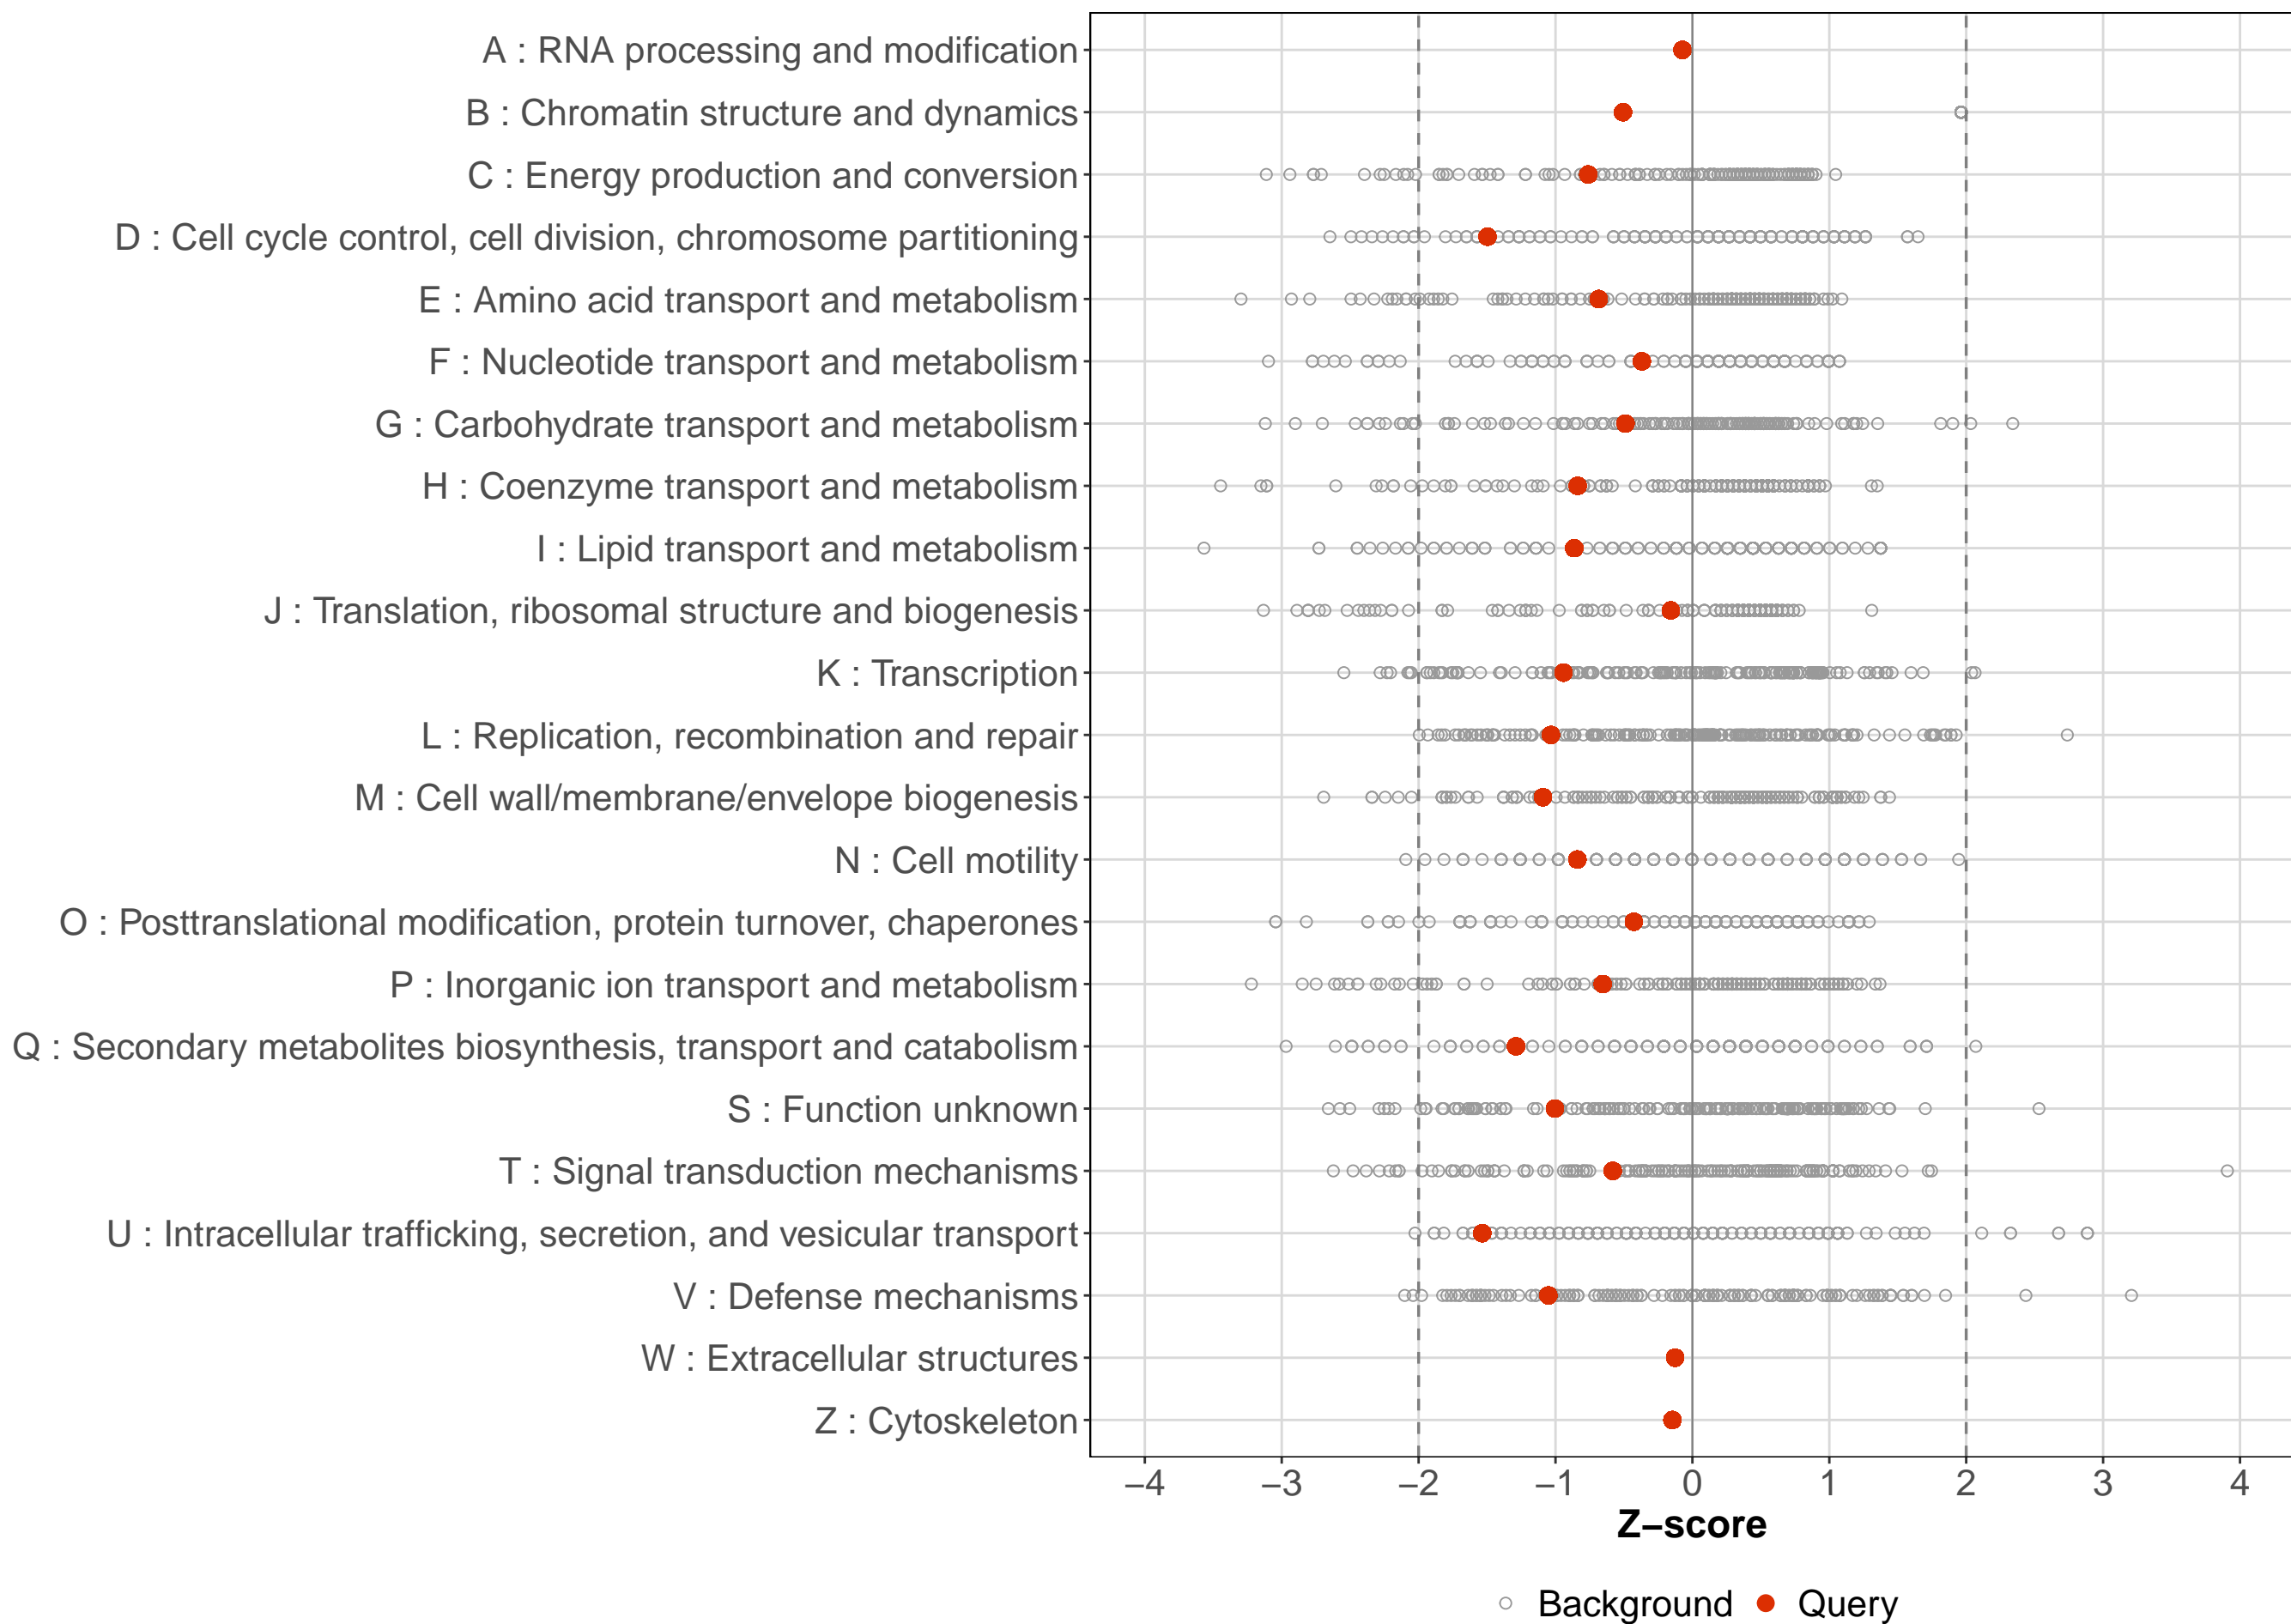 A : RNA processing and modification
B : Chromatin structure and dynamics
C : Energy production and conversion
D : Cell cycle control, cell division, chromosome partitioning
E : Amino acid transport and metabolism
F : Nucleotide transport and metabolism
G : Carbohydrate transport and metabolism
H : Coenzyme transport and metabolism
I : Lipid transport and metabolism
J : Translation, ribosomal structure and biogenesis
K : Transcription
L : Replication, recombination and repair
M : Cell wall/membrane/envelope biogenesis
N : Cell motility
O : Posttranslational modification, protein turnover, chaperones
P : Inorganic ion transport and metabolism
Q : Secondary metabolites biosynthesis, transport and catabolism
S : Function unknown
T : Signal transduction mechanisms
U : Intracellular trafficking, secretion, and vesicular transport
V : Defense mechanisms
W : Extracellular structures
Z : Cytoskeleton
−4 −3 −2 −1 0 1 2 3 4
Z−score
Background Query